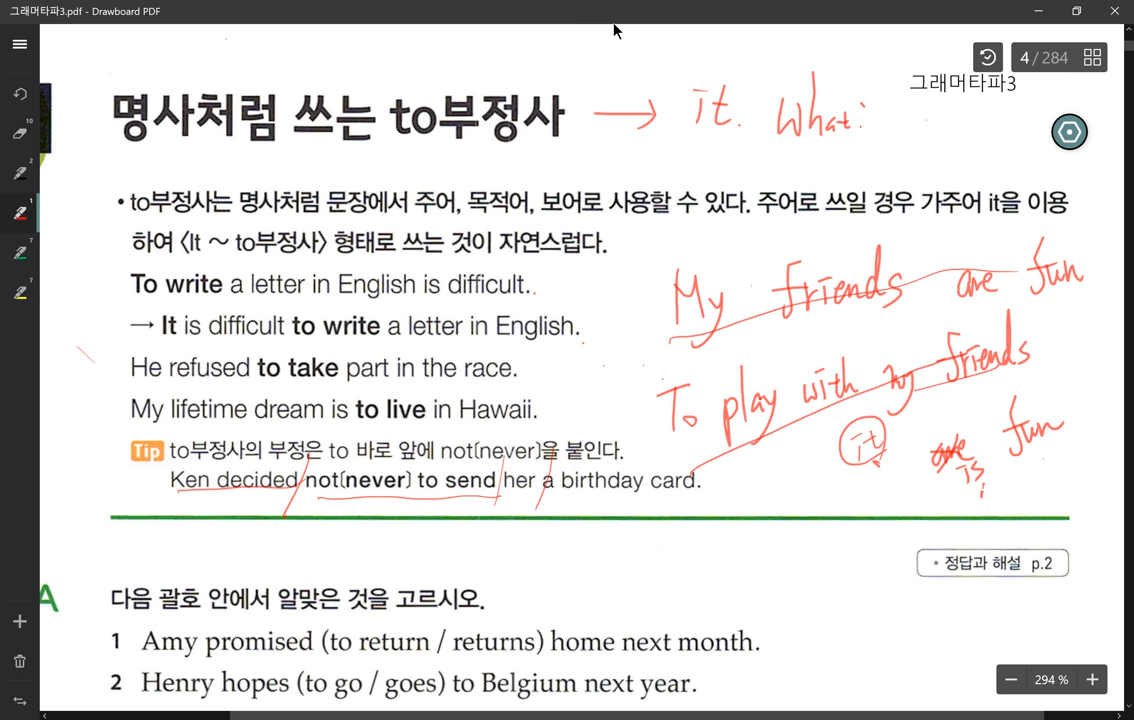 그래머타파3.pdf - Drawboard PDF
4 / 284
그래머타파3
10
2
1
7
7
명사처럼 쓰는 to부정사 → it. What:
• to부정사는 명사처럼 문장에서 주어, 목적어, 보어로 사용할 수 있다. 주어로 쓰일 경우 가주어 it을 이용
하여 〈It ~ to부정사〉 형태로 쓰는 것이 자연스럽다.
To write a letter in English is difficult.
→ It is difficult to write a letter in English.
He refused to take part in the race.
My lifetime dream is to live in Hawaii.
My friends are fun
To play with my friends
it are is fun
Tip to부정사의 부정은 to 바로 앞에 not(never)을 붙인다.
Ken decided not(never) to send her a birthday card.
• 정답과 해설 p.2
A 다음 괄호 안에서 알맞은 것을 고르시오.
1 Amy promised (to return / returns) home next month.
2 Henry hopes (to go / goes) to Belgium next year.
294 %